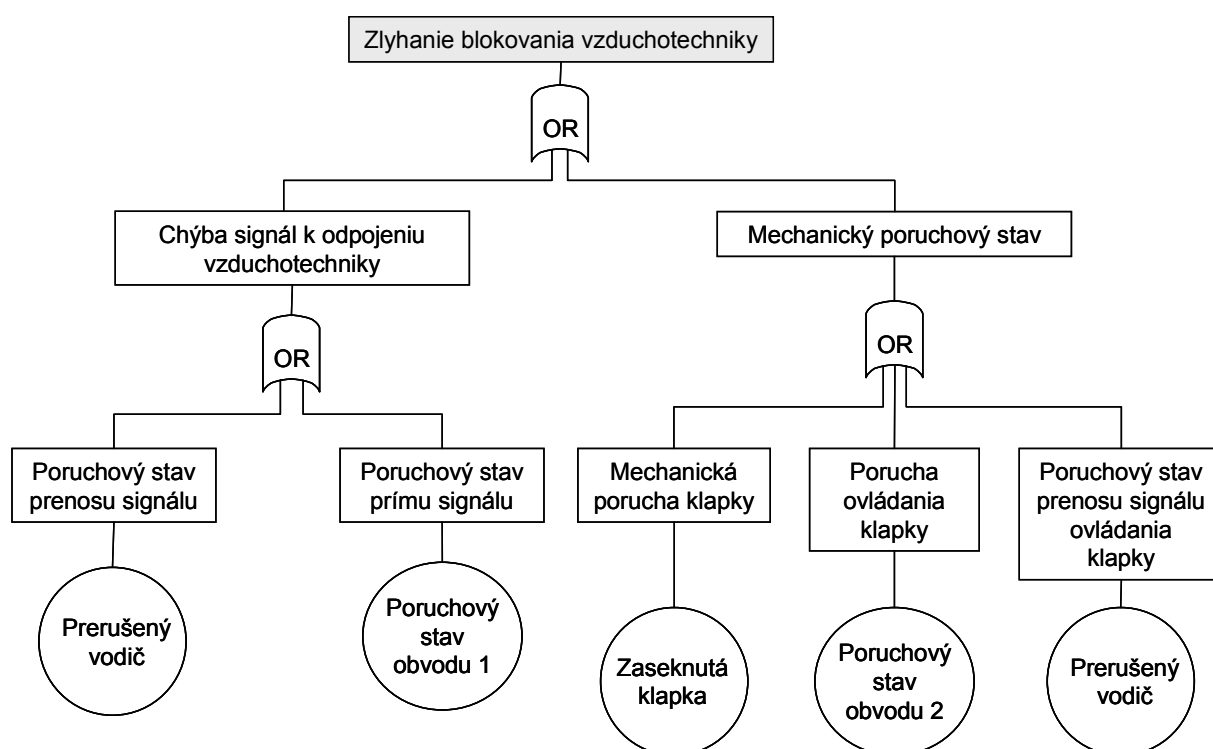 Zlyhanie blokovania vzduchotechniky
OR
Chýba signál k odpojeniu
vzduchotechniky
Mechanický poruchový stav
OR
OR
Poruchový stav
prenosu signálu
Poruchový stav
prímu signálu
Mechanická
porucha klapky
Porucha
ovládania
klapky
Poruchový stav
prenosu signálu
ovládania
klapky
Prerušený
vodič
Poruchový
stav
obvodu 1
Zaseknutá
klapka
Poruchový
stav
obvodu 2
Prerušený
vodič